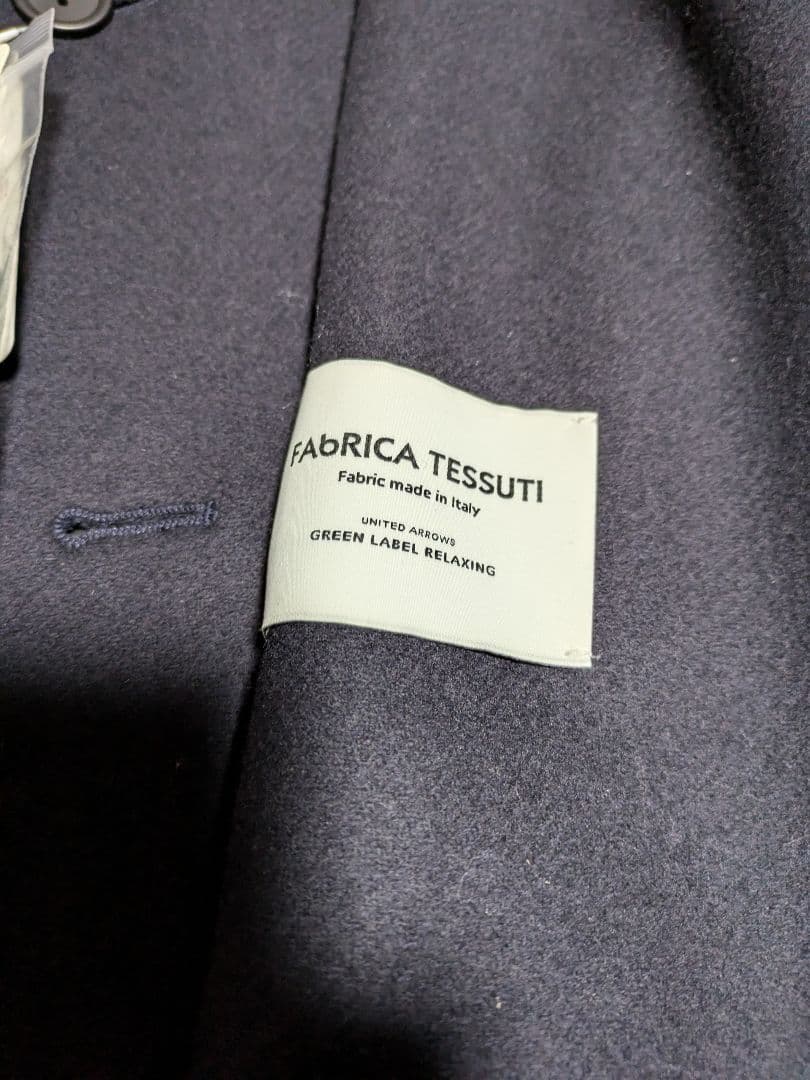 FAbRICA TESSUTI
Fabric made in Italy
UNITED ARROWS
GREEN LABEL RELAXING